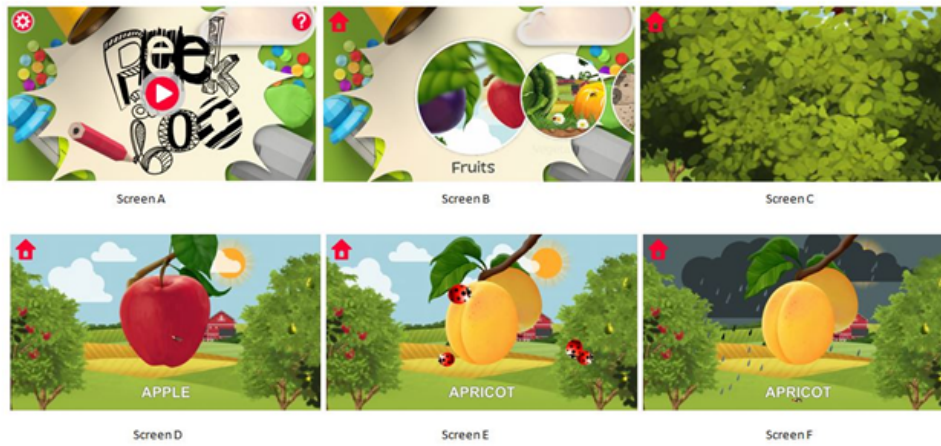 ?
Peek
a
Boo
Fruits
Screen A
Screen B
Screen C
APPLE
APRICOT
APRICOT
Screen D
Screen E
Screen F